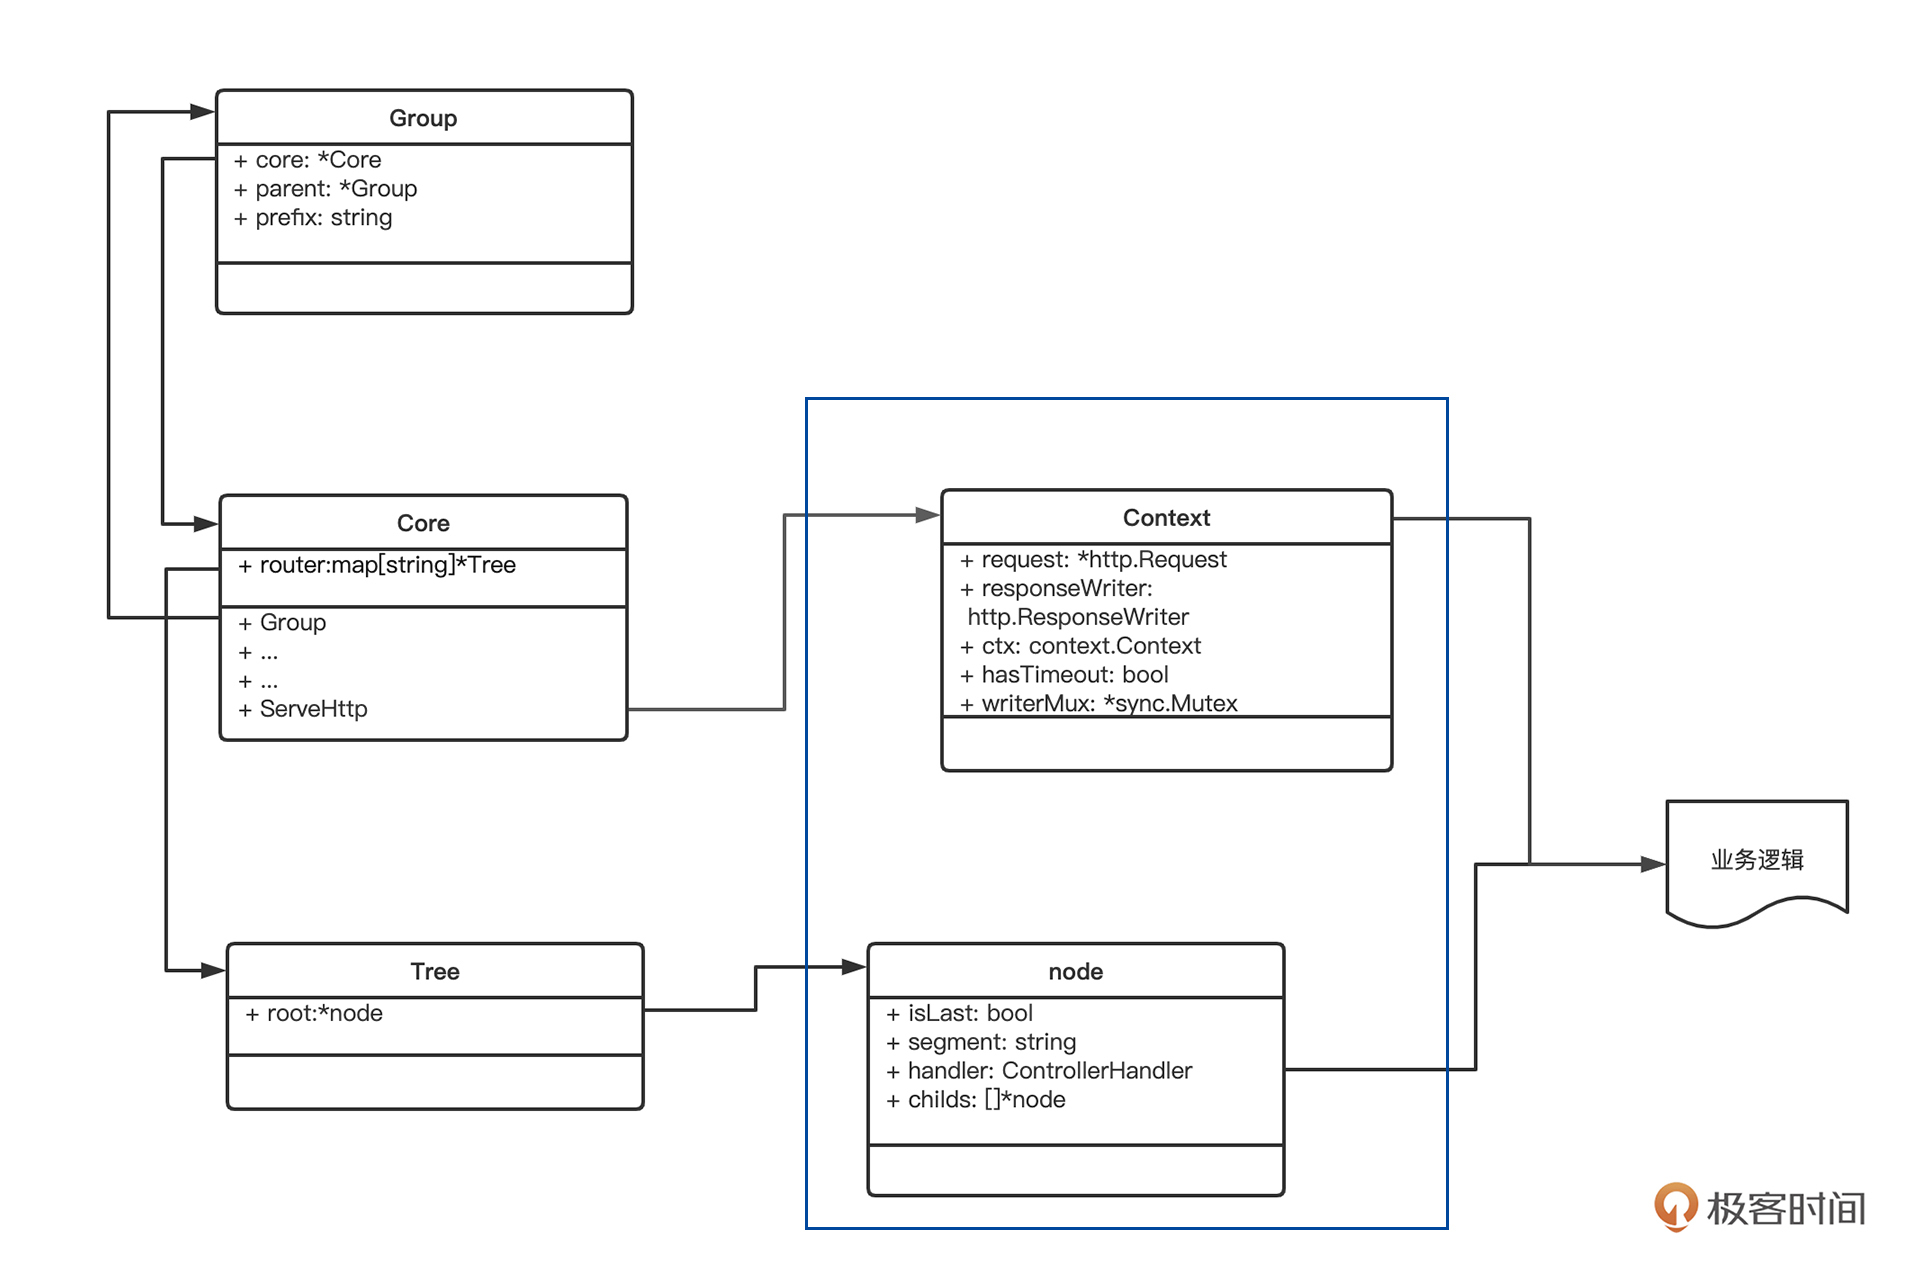 Group
+ core: *Core
+ parent: *Group
+ prefix: string
Core
+ router:map[string]*Tree
+ Group
+ ...
+ ...
+ ServeHttp
Context
+ request: *http.Request
+ responseWriter:
http.ResponseWriter
+ ctx: context.Context
+ hasTimeout: bool
+ writerMux: *sync.Mutex
业务逻辑
Tree
+ root:*node
node
+ isLast: bool
+ segment: string
+ handler: ControllerHandler
+ childs: []*node
极客时间